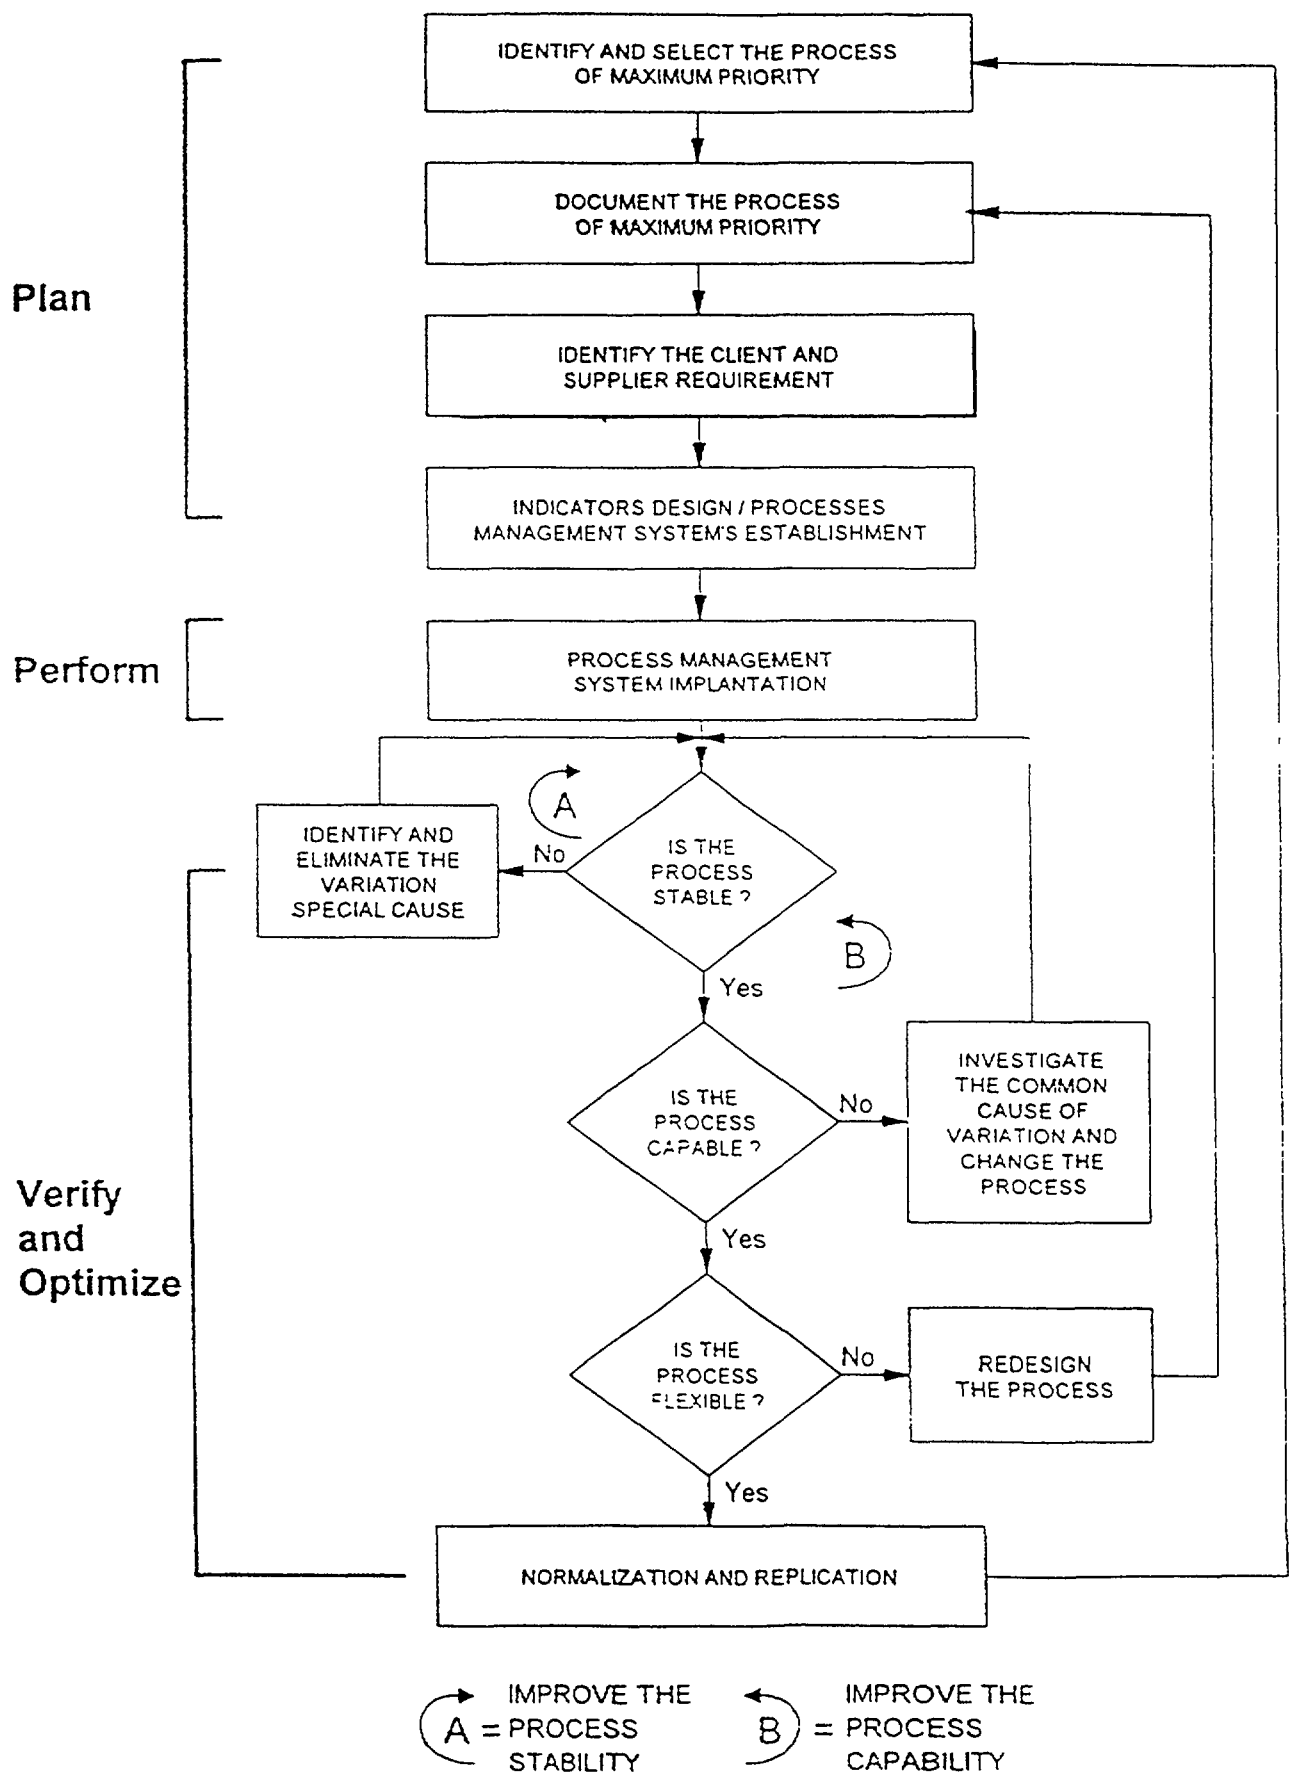 IDENTIFY AND SELECT THE PROCESS
OF MAXIMUM PRIORITY
DOCUMENT THE PROCESS
OF MAXIMUM PRIORITY
Plan
IDENTIFY THE CLIENT AND
SUPPLIER REQUIREMENT
INDICATORS DESIGN / PROCESSES
MANAGEMENT SYSTEM'S ESTABLISHMENT
Perform
PROCESS MANAGEMENT
SYSTEM IMPLANTATION
A
IDENTIFY AND
ELIMINATE THE
VARIATION
SPECIAL CAUSE
No
IS THE
PROCESS
STABLE ?
B
Yes
IS THE
PROCESS
CAPABLE ?
No
INVESTIGATE
THE COMMON
CAUSE OF
VARIATION AND
CHANGE THE
PROCESS
Verify
and
Optimize
Yes
IS THE
PROCESS
FLEXIBLE ?
No
REDESIGN
THE PROCESS
Yes
NORMALIZATION AND REPLICATION
A = IMPROVE THE
PROCESS
STABILITY
B = IMPROVE THE
PROCESS
CAPABILITY